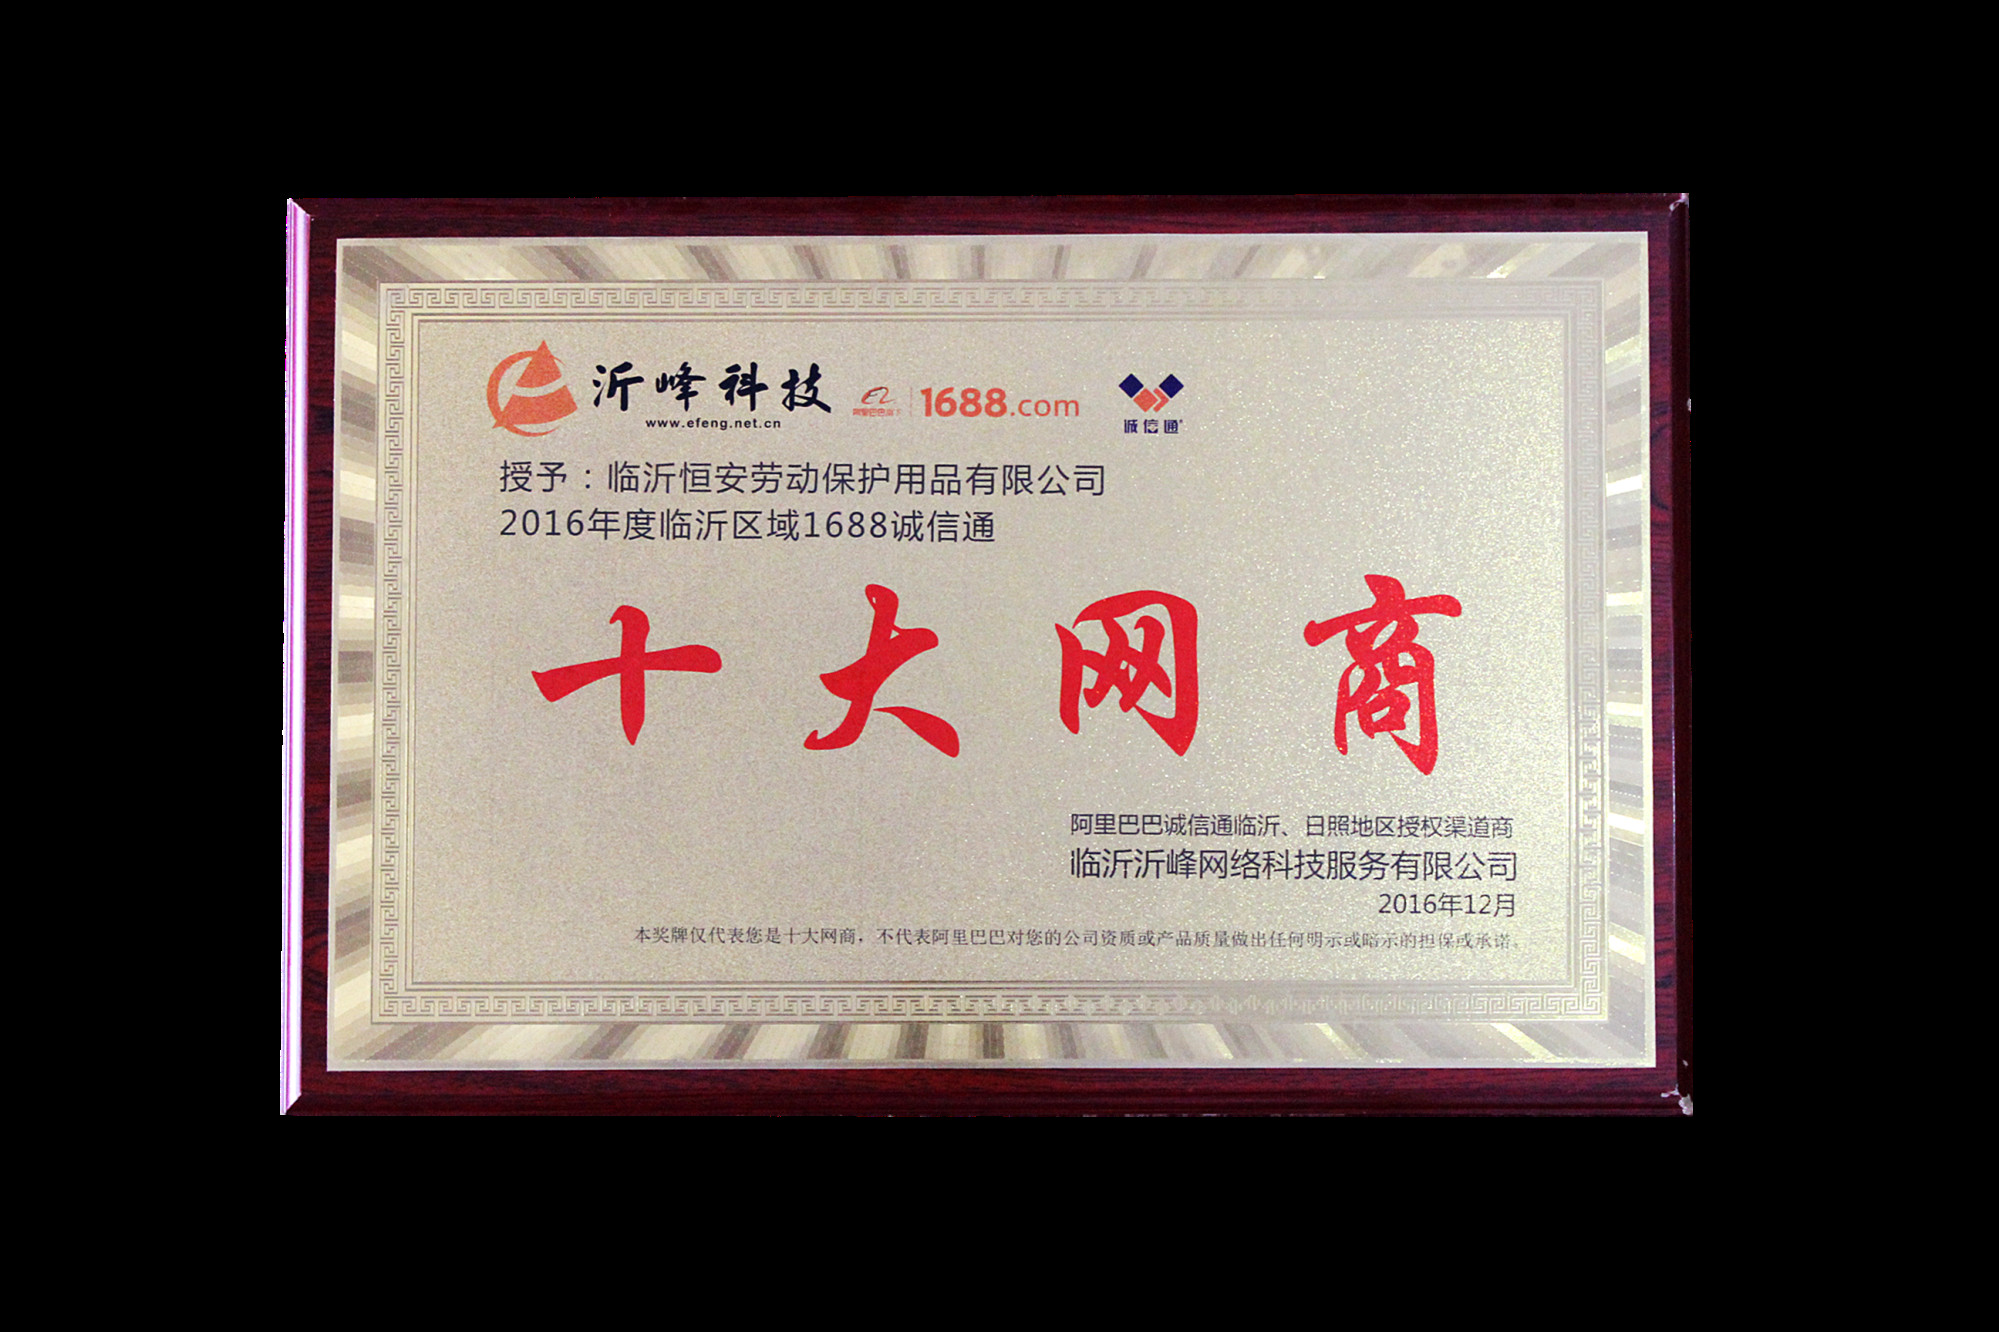 沂峰科技
www.efeng.net.cn
阿里巴巴旗下 1688.com
诚信通
授予：临沂恒安劳动保护用品有限公司
2016年度临沂区域1688诚信通
十大网商
阿里巴巴诚信通临沂、日照地区授权渠道商
临沂沂峰网络科技服务有限公司
2016年12月
本奖牌仅代表您是十大网商，不代表阿里巴巴对您的公司资质或产品质量做出任何明示或暗示的担保或承诺。